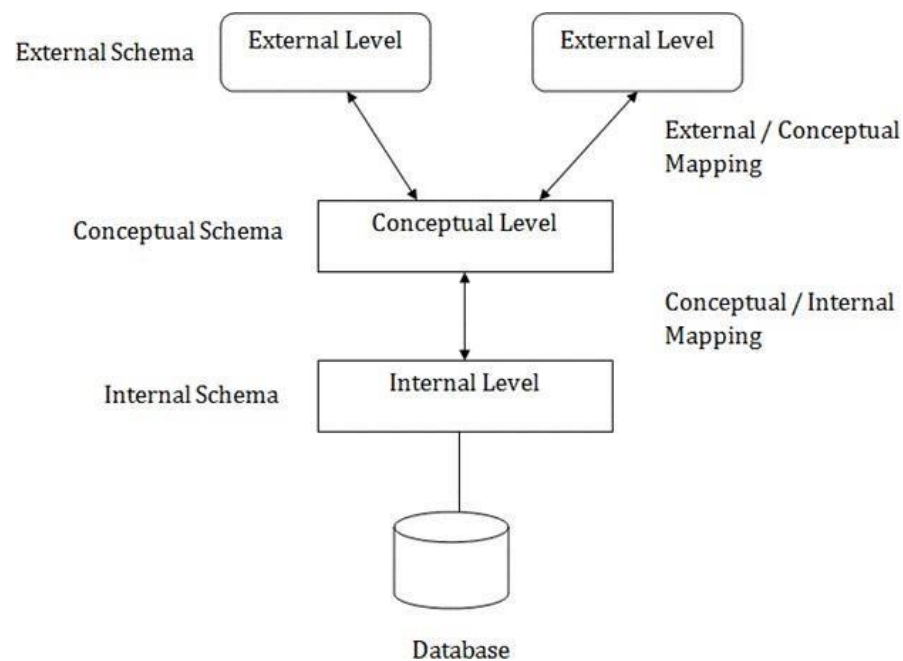 External Level
External Level
External Schema
External / Conceptual
Mapping
Conceptual Level
Conceptual Schema
Conceptual / Internal
Mapping
Internal Level
Internal Schema
Database